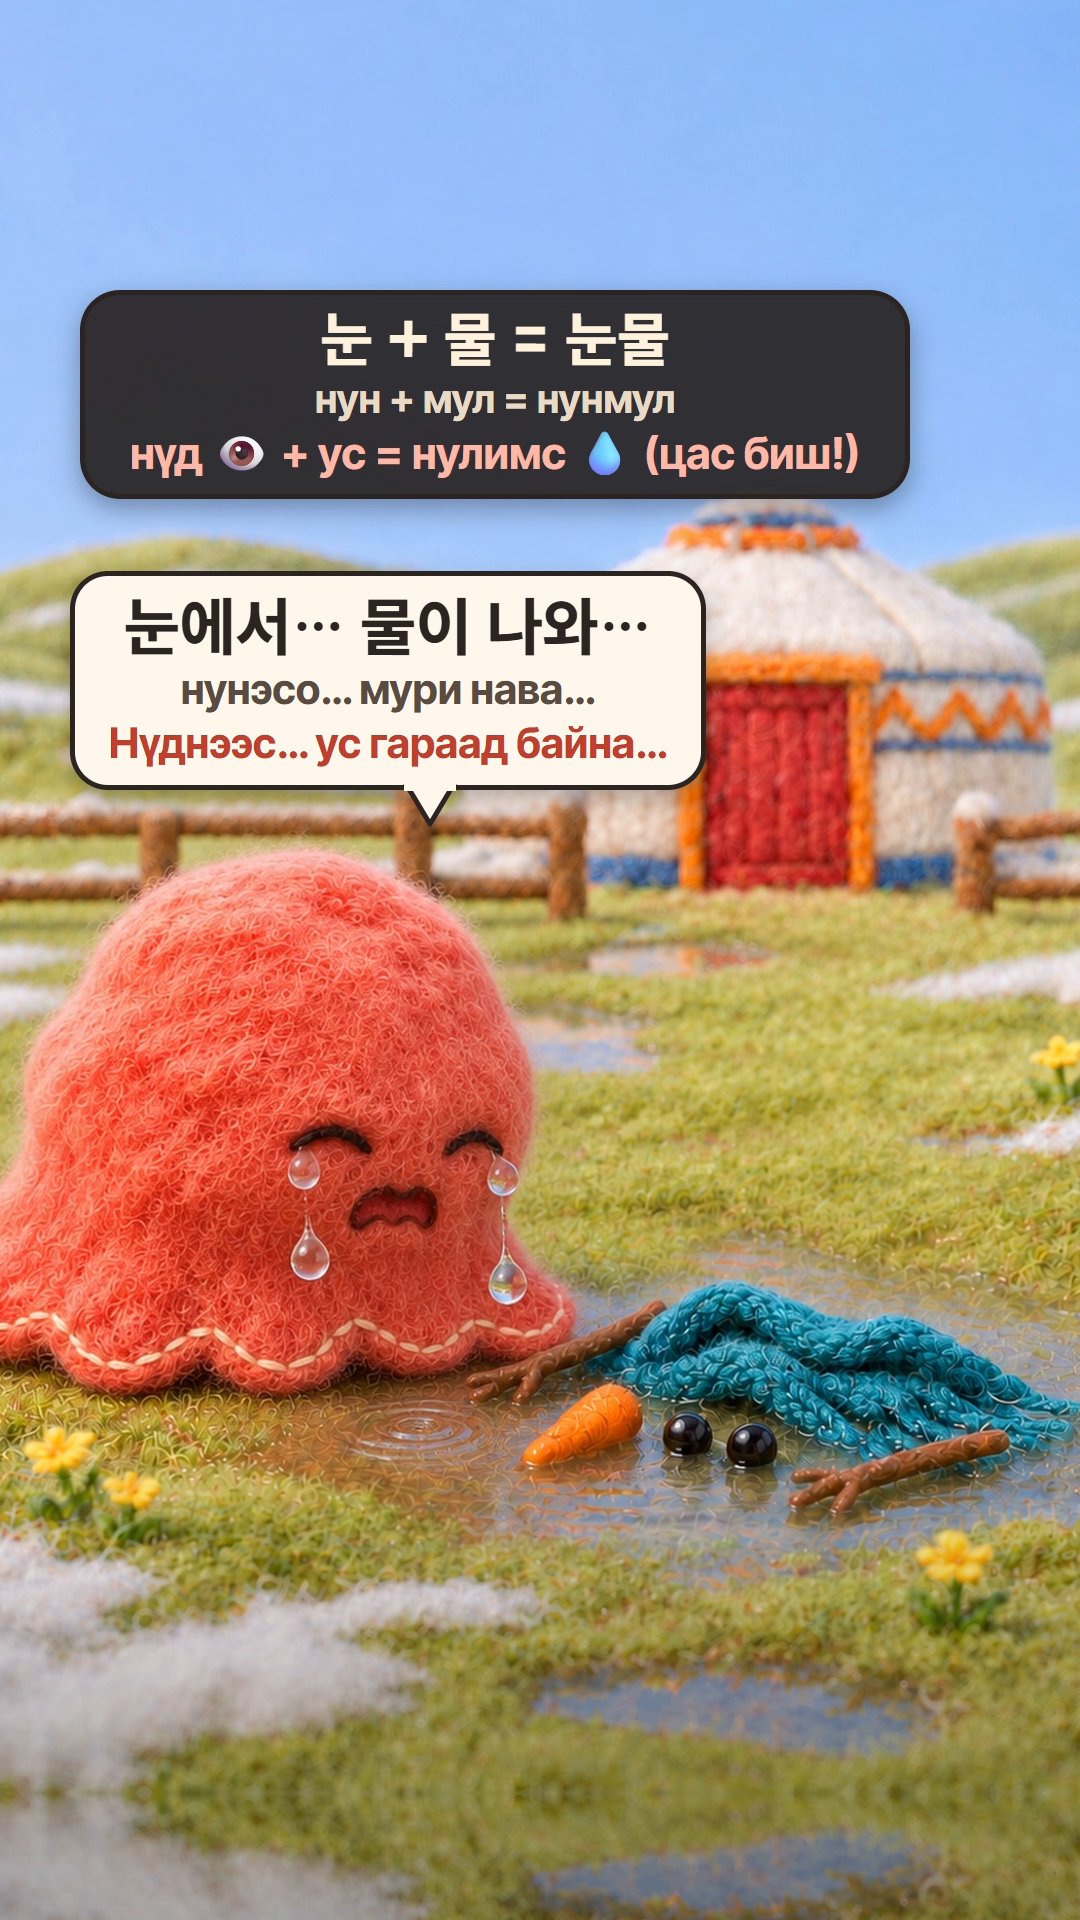 눈 + 물 = 눈물
нун + мул = нунмул
нүд 👁️ + ус = нулимс 💧 (цас биш!)
눈에서… 물이 나와…
нунэсо... мури нава...
Нүднээс... ус гараад байна...